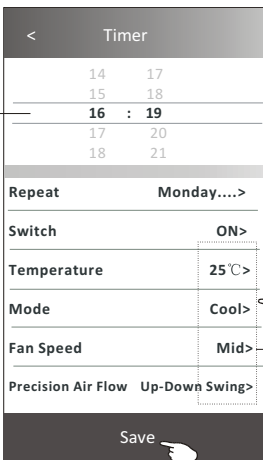 < Timer
14 17
15 18
16 : 19
17 20
18 21
Repeat Monday....>
Switch ON>
Temperature 25℃>
Mode Cool>
Fan Speed Mid>
Precision Air Flow Up-Down Swing>
Save